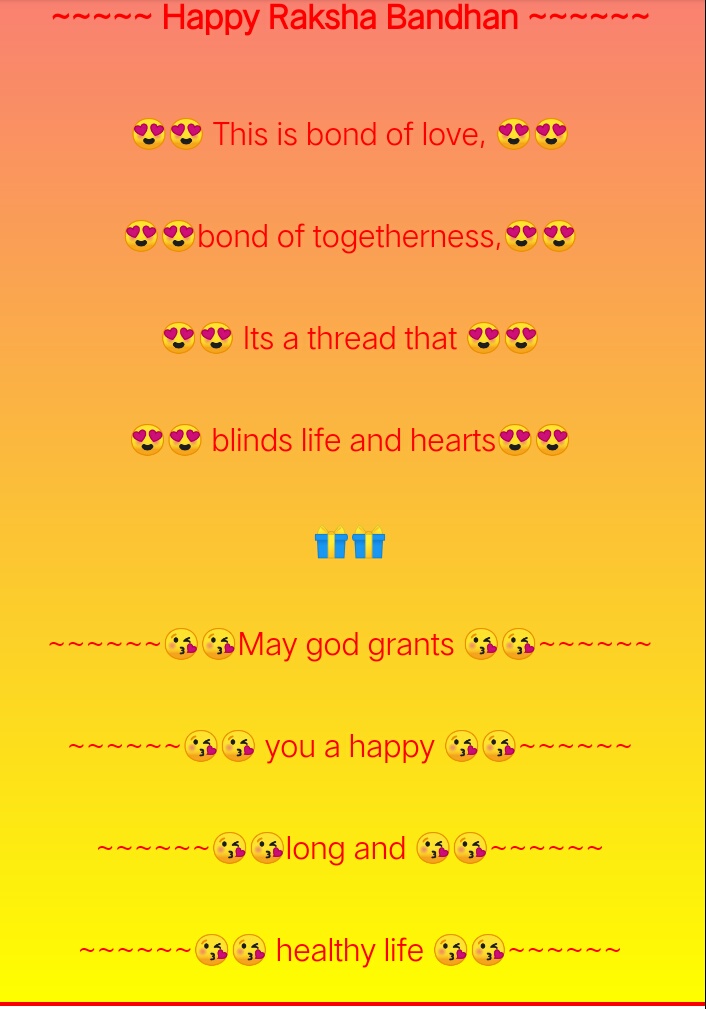 ~~~~~ Happy Raksha Bandhan ~~~~~~
😍😍 This is bond of love, 😍😍
😍😍bond of togetherness,😍😍
😍😍 Its a thread that 😍😍
😍😍 blinds life and hearts😍😍
🎁🎁
~~~~~~😘😘May god grants 😘😘~~~~~~
~~~~~~😘😘 you a happy 😘😘~~~~~~
~~~~~~😘😘long and 😘😘~~~~~~
~~~~~~😘😘 healthy life 😘😘~~~~~~